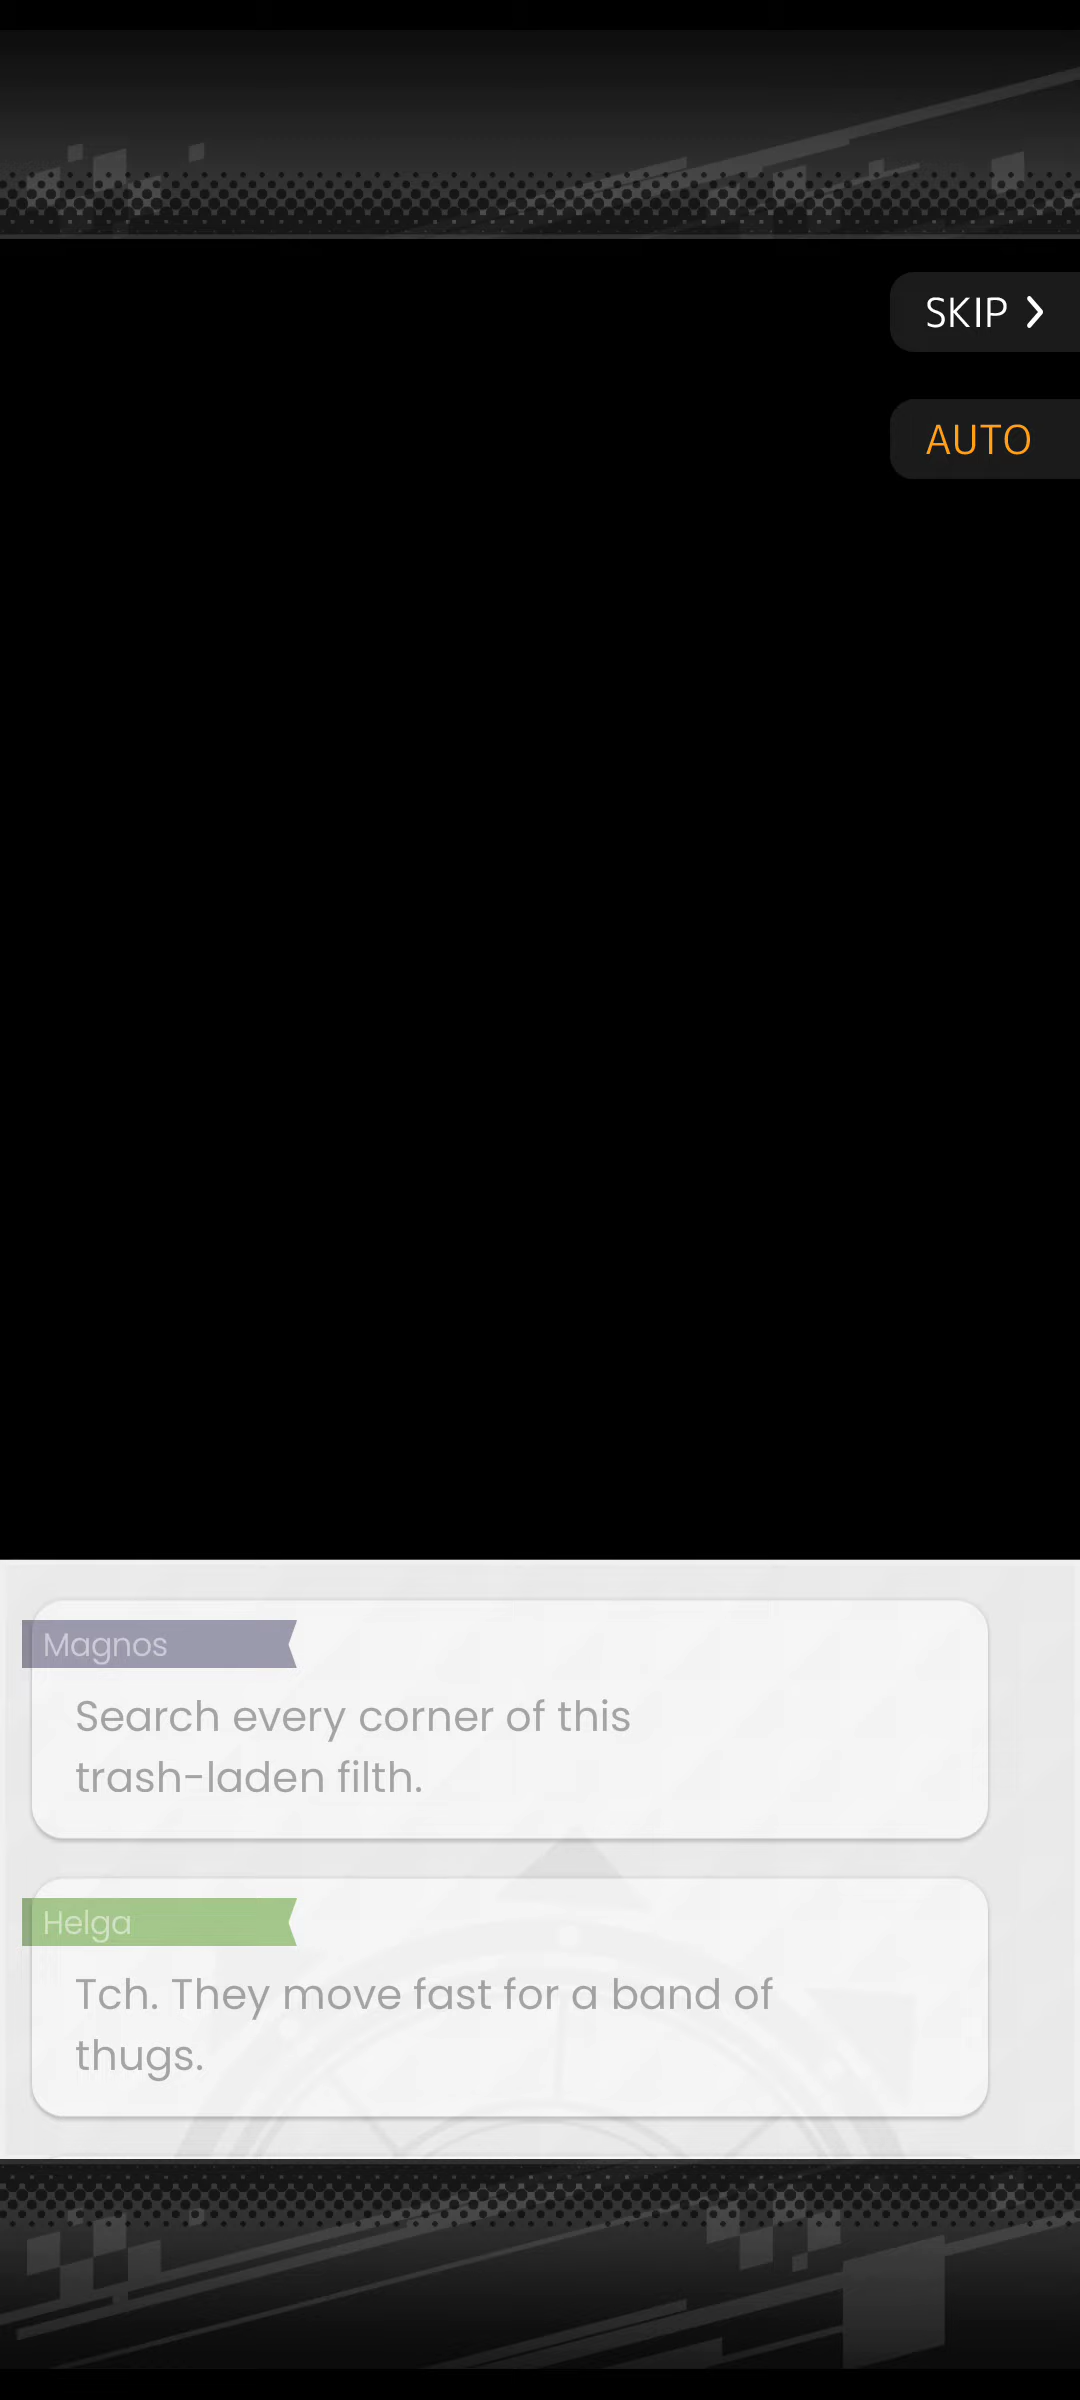 SKIP
AUTO
Magnos
Search every corner of this
trash-laden filth.
Helga
Tch. They move fast for a band of
thugs.